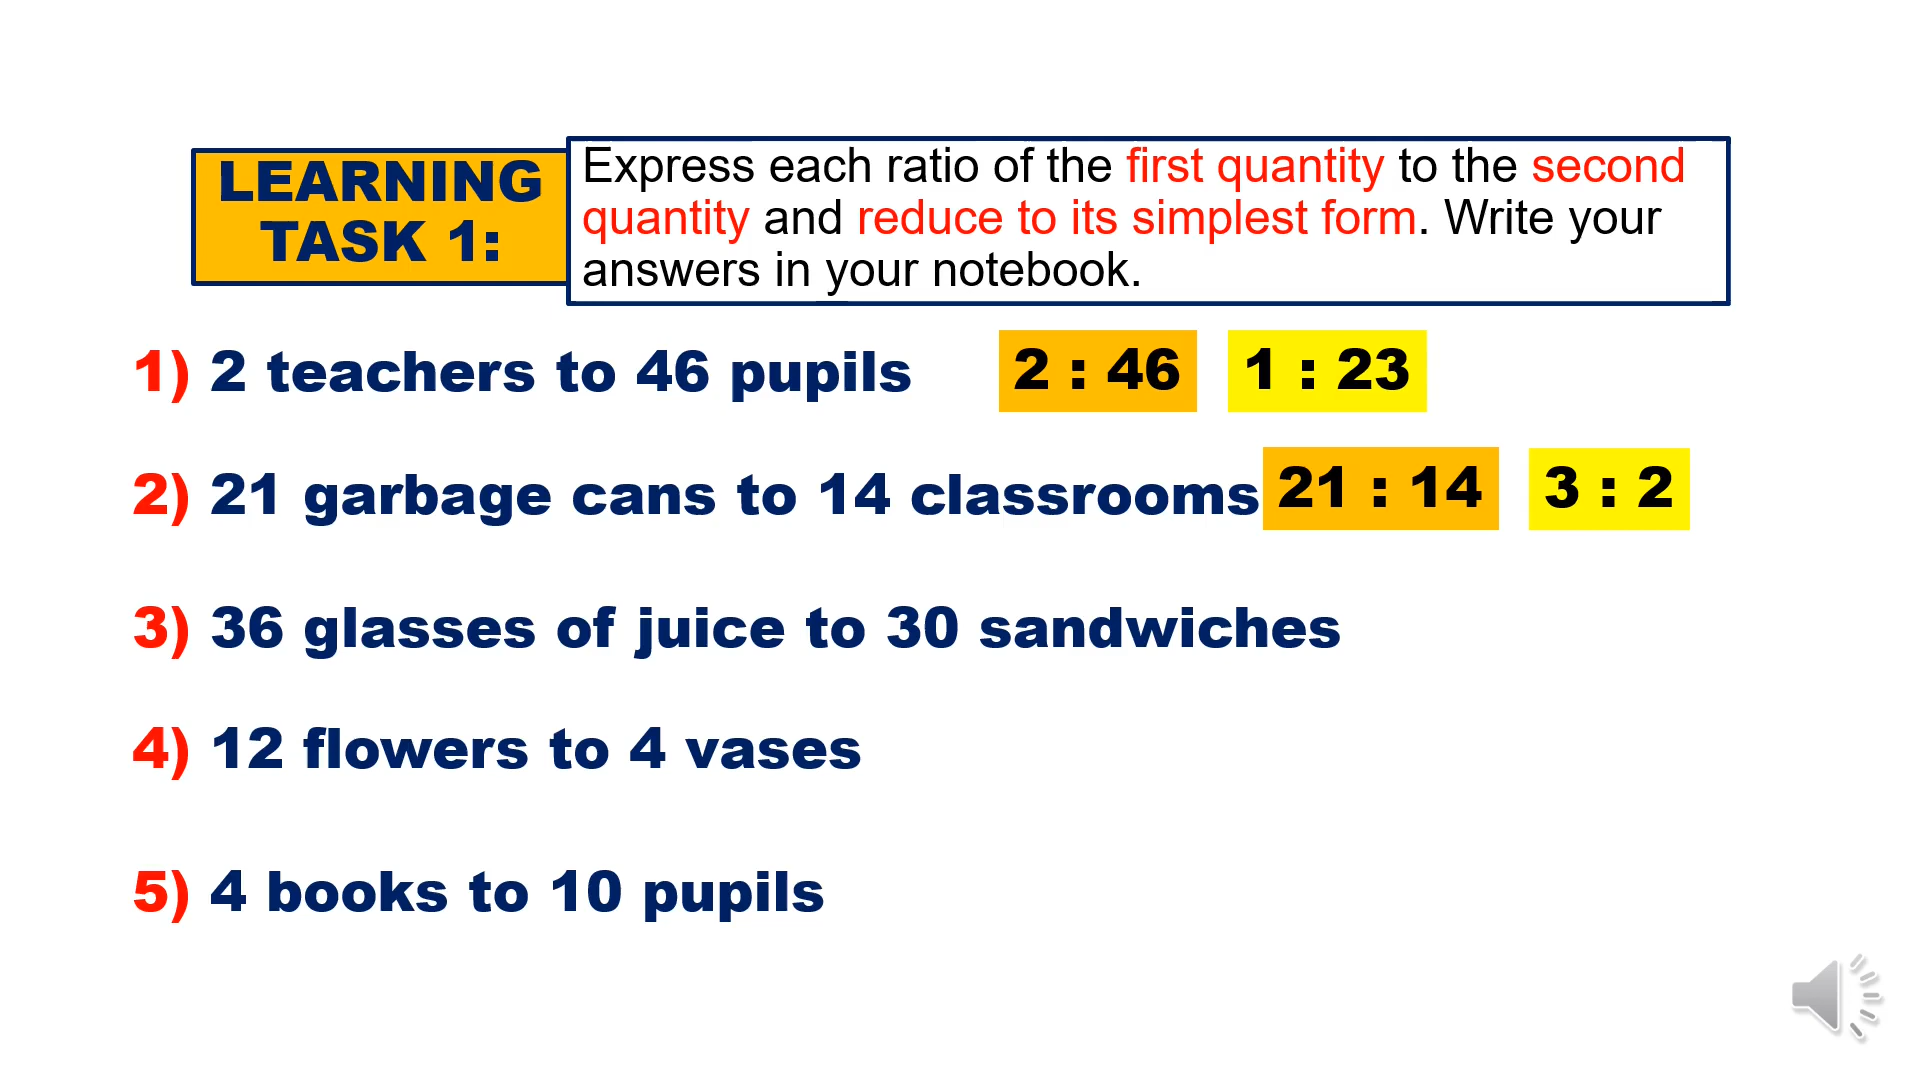 LEARNING
TASK 1:
Express each ratio of the first quantity to the second
quantity and reduce to its simplest form. Write your
answers in your notebook.
1) 2 teachers to 46 pupils 2 : 46 1 : 23
2) 21 garbage cans to 14 classrooms 21 : 14 3 : 2
3) 36 glasses of juice to 30 sandwiches
4) 12 flowers to 4 vases
5) 4 books to 10 pupils